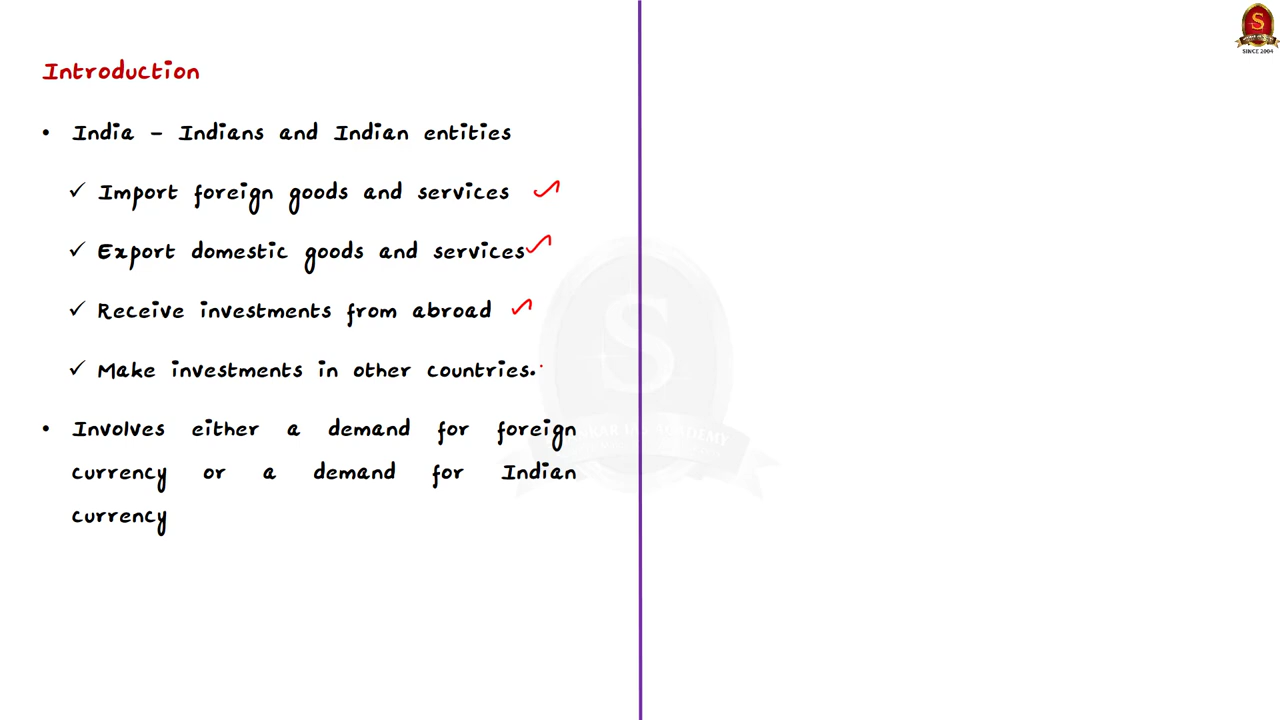 Introduction
• India - Indians and Indian entities
✓ Import foreign goods and services
✓ Export domestic goods and services
✓ Receive investments from abroad
✓ Make investments in other countries.
• Involves either a demand for foreign
currency or a demand for Indian
currency
S
SINCE 2004
S